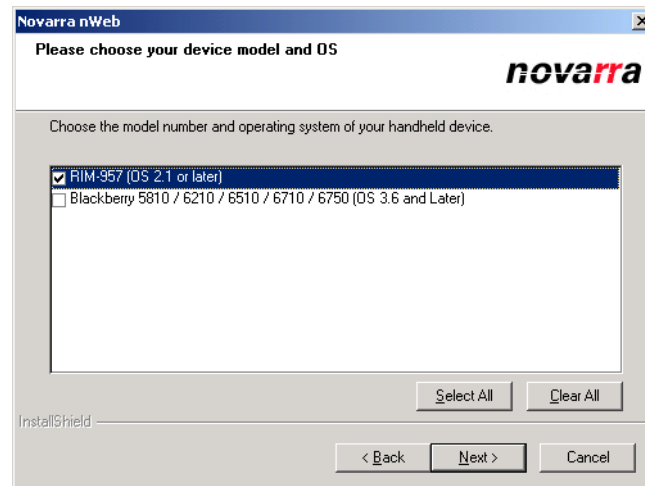 Novarra nWeb
Please choose your device model and OS
novarra
Choose the model number and operating system of your handheld device.
RIM-957 (OS 2.1 or later)
Blackberry 5810 / 6210 / 6510 / 6710 / 6750 (OS 3.6 and Later)
Select All Clear All
InstallShield
< Back Next > Cancel